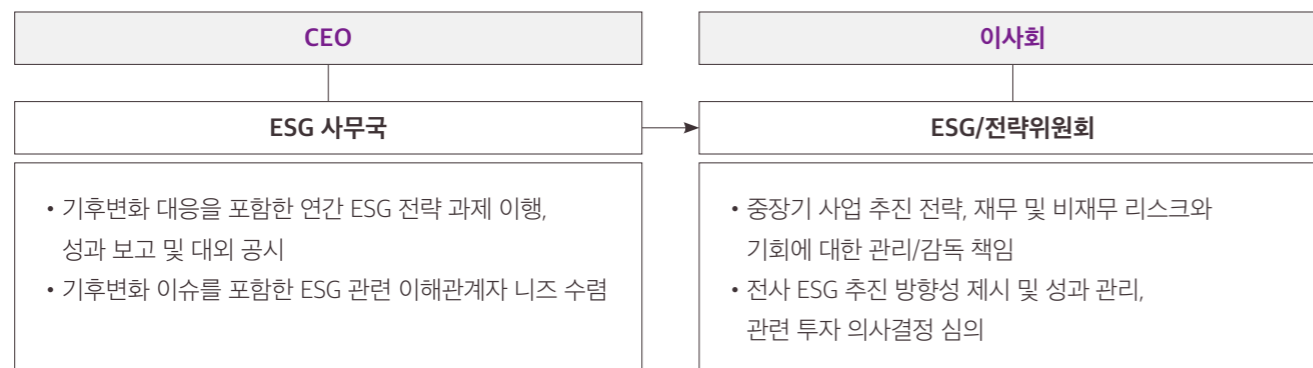 CEO
ESG 사무국
• 기후변화 대응을 포함한 연간 ESG 전략 과제 이행,
성과 보고 및 대외 공시
• 기후변화 이슈를 포함한 ESG 관련 이해관계자 니즈 수렴
이사회
ESG/전략위원회
• 중장기 사업 추진 전략, 재무 및 비재무 리스크와
기회에 대한 관리/감독 책임
• 전사 ESG 추진 방향성 제시 및 성과 관리,
관련 투자 의사결정 심의